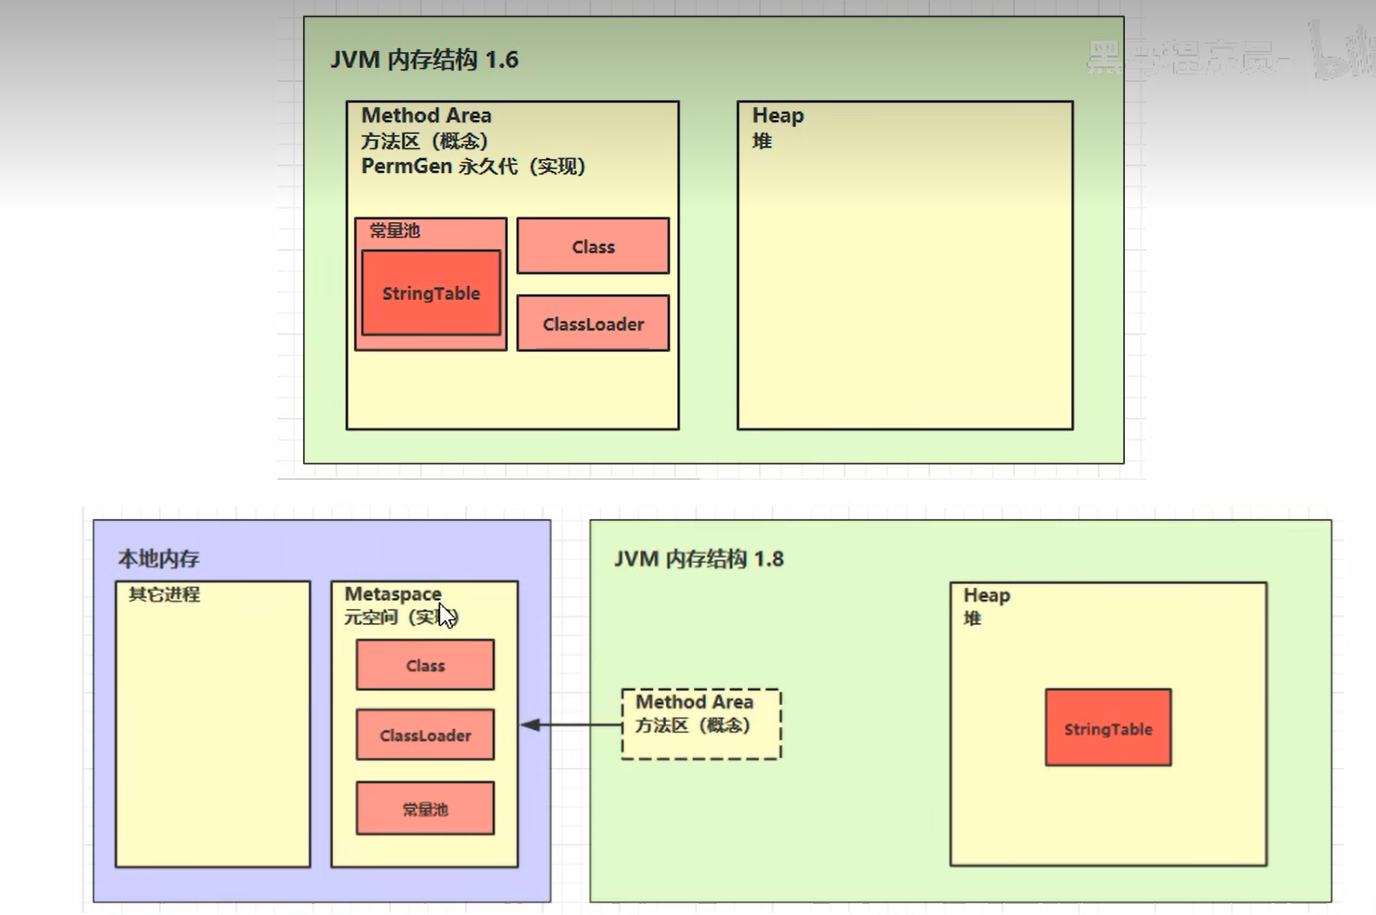 JVM 内存结构 1.6
黑马程序员-
Method Area
方法区（概念）
PermGen 永久代（实现）
常量池
StringTable
Class
ClassLoader
Heap
堆
本地内存
其它进程
Metaspace
元空间（实现）
Class
ClassLoader
常量池
JVM 内存结构 1.8
Method Area
方法区（概念）
Heap
堆
StringTable